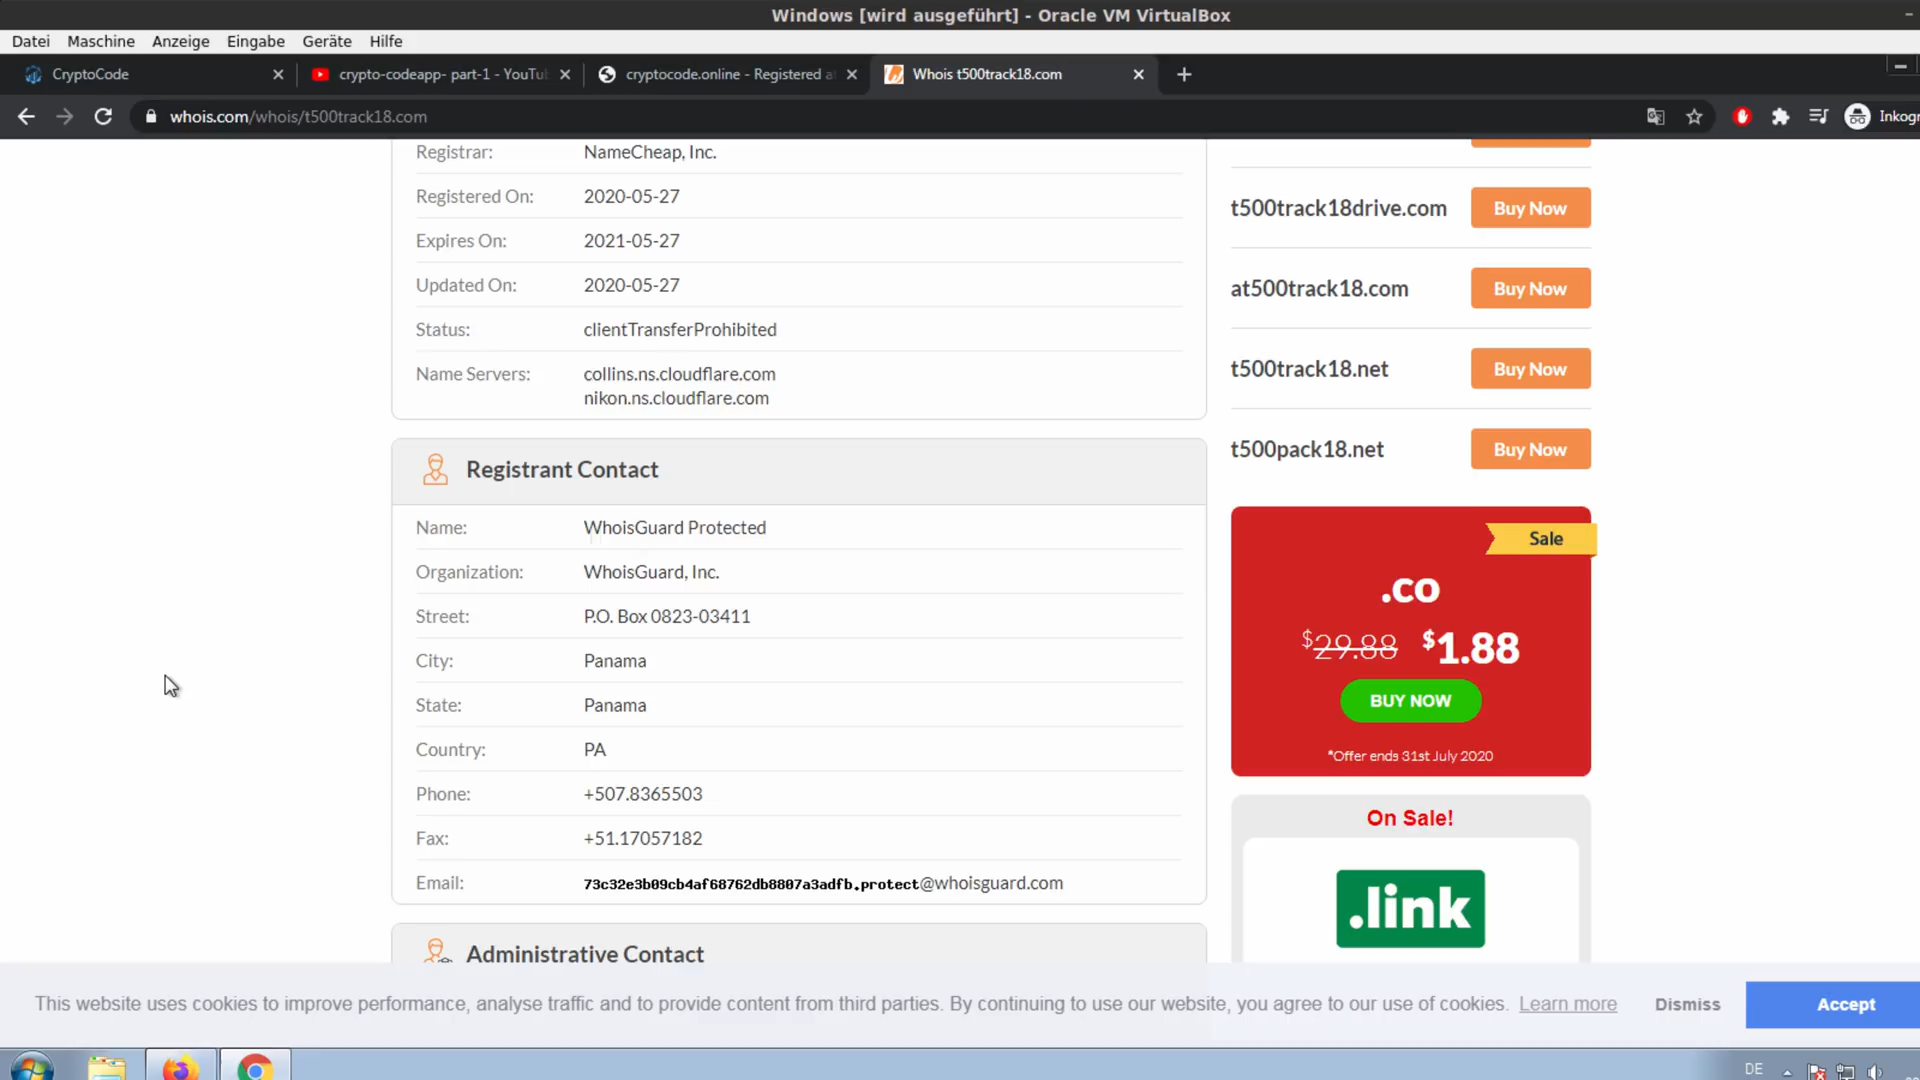 Windows [wird ausgeführt] - Oracle VM VirtualBox
Datei Maschine Anzeige Eingabe Geräte Hilfe
CryptoCode
crypto-codeapp- part-1 - YouTu
cryptocode.online - Registered a
Whois t500track18.com
whois.com/whois/t500track18.com
Inkogn
Registrar: NameCheap, Inc.
Registered On: 2020-05-27
Expires On: 2021-05-27
Updated On: 2020-05-27
Status: clientTransferProhibited
Name Servers: collins.ns.cloudflare.com
nikon.ns.cloudflare.com
Registrant Contact
Name: WhoisGuard Protected
Organization: WhoisGuard, Inc.
Street: P.O. Box 0823-03411
City: Panama
State: Panama
Country: PA
Phone: +507.8365503
Fax: +51.17057182
Email: 73c32e3b09cb4af68762db8807a3adfb.protect@whoisguard.com
Administrative Contact
t500track18drive.com Buy Now
at500track18.com Buy Now
t500track18.net Buy Now
t500pack18.net Buy Now
Sale
.co
$29.88 $1.88
BUY NOW
*Offer ends 31st July 2020
On Sale!
.link
This website uses cookies to improve performance, analyse traffic and to provide content from third parties. By continuing to use our website, you agree to our use of cookies. Learn more Dismiss Accept
DE